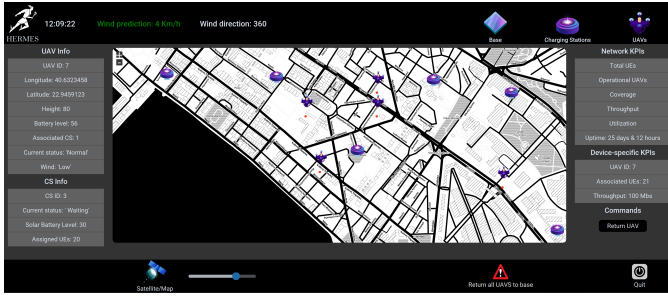 12:09:22
Wind prediction: 4 Km/h
Wind direction: 360
HERMES
Base
Charging Stations
UAVs
UAV Info
UAV ID: 7
Longitude: 40.6323458
Latitude: 22.9459123
Height: 80
Battery level: 56
Associated CS: 1
Current status: 'Normal'
Wind: 'Low'
CS Info
CS ID: 3
Current status: ' Waiting'
Solar Battery Level: 30
Assigned UEs: 20
Network KPIs
Total UEs
Operational UAVs
Coverage
Throughput
Utilization
Uptime: 25 days & 12 hours
Device-specific KPIs
UAV ID: 7
Associated UEs: 21
Throughput: 100 Mbs
Commands
Return UAV
Satellite/Map
Return all UAVS to base
Quit